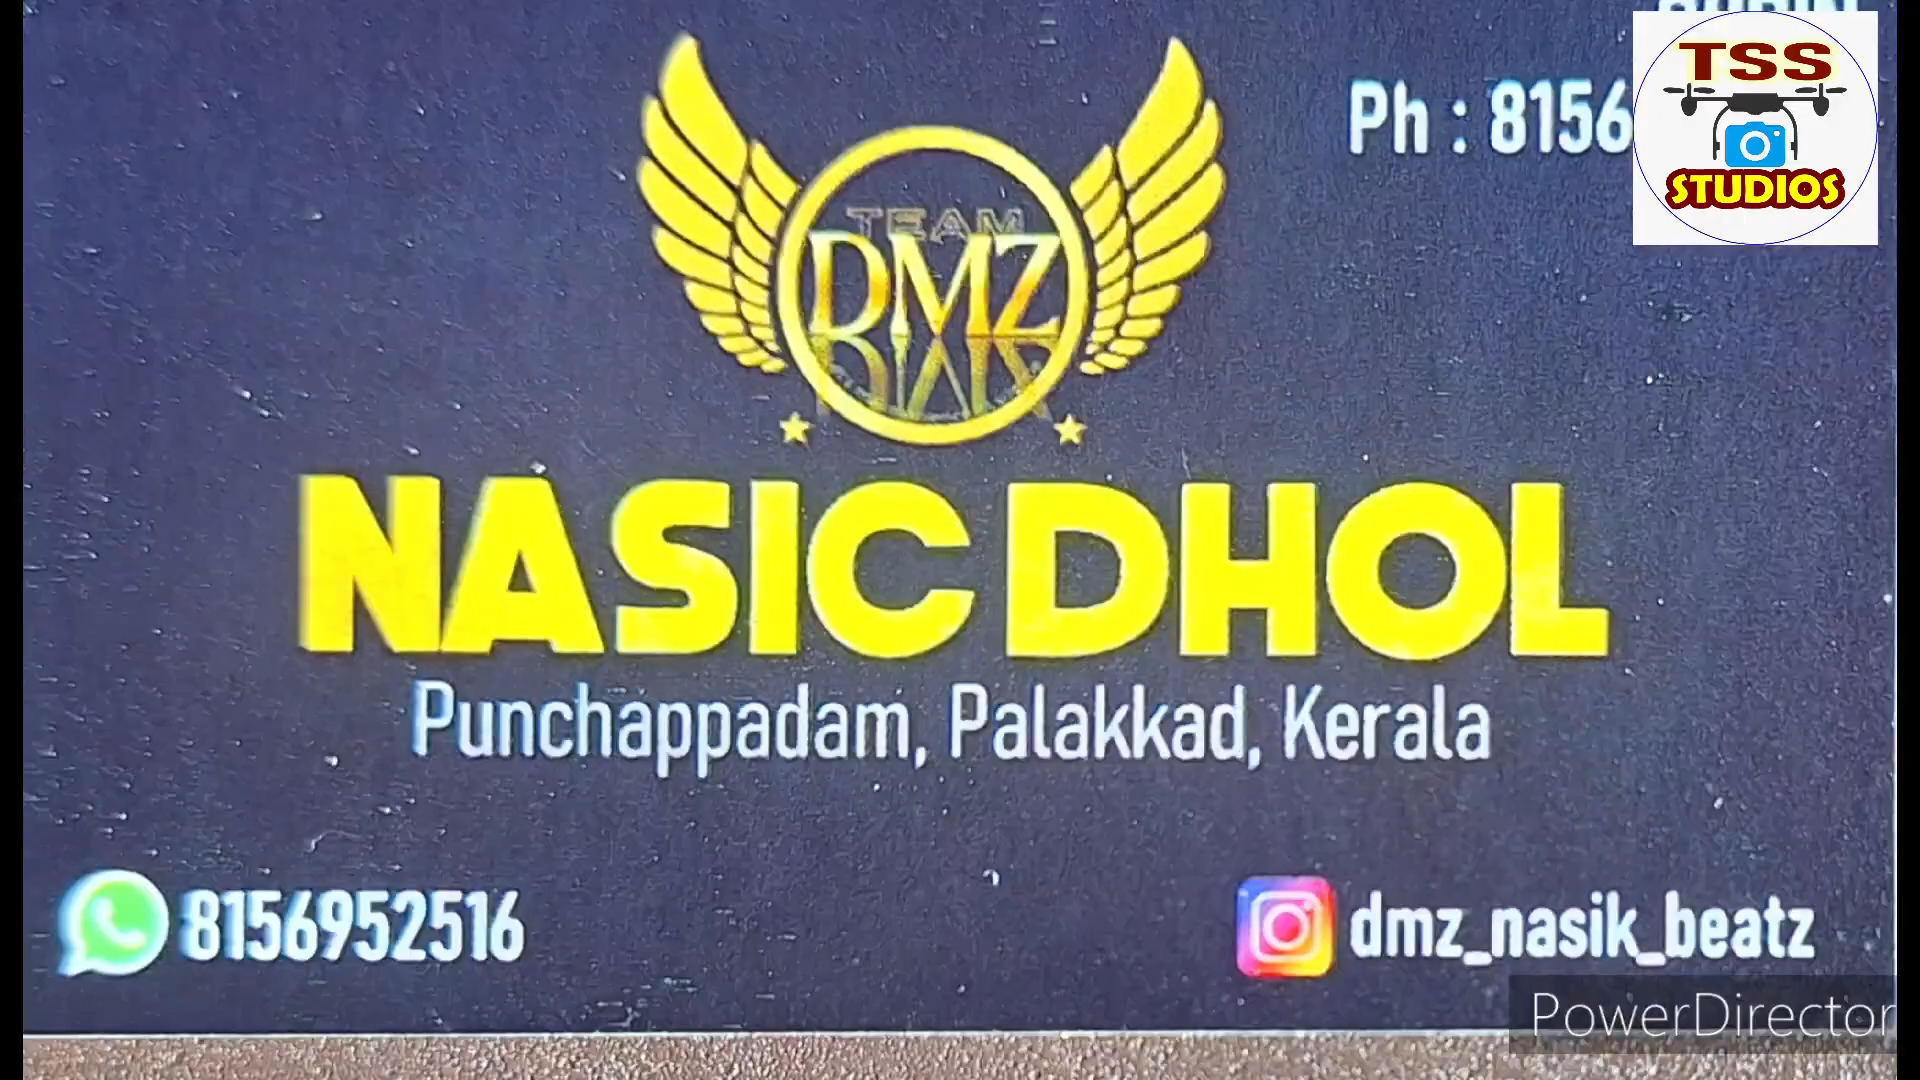 TSS
STUDIOS
Ph : 8156
TEAM
DMZ
NASIC DHOL
Punchappadam, Palakkad, Kerala
8156952516
dmz_nasik_beatz
PowerDirector